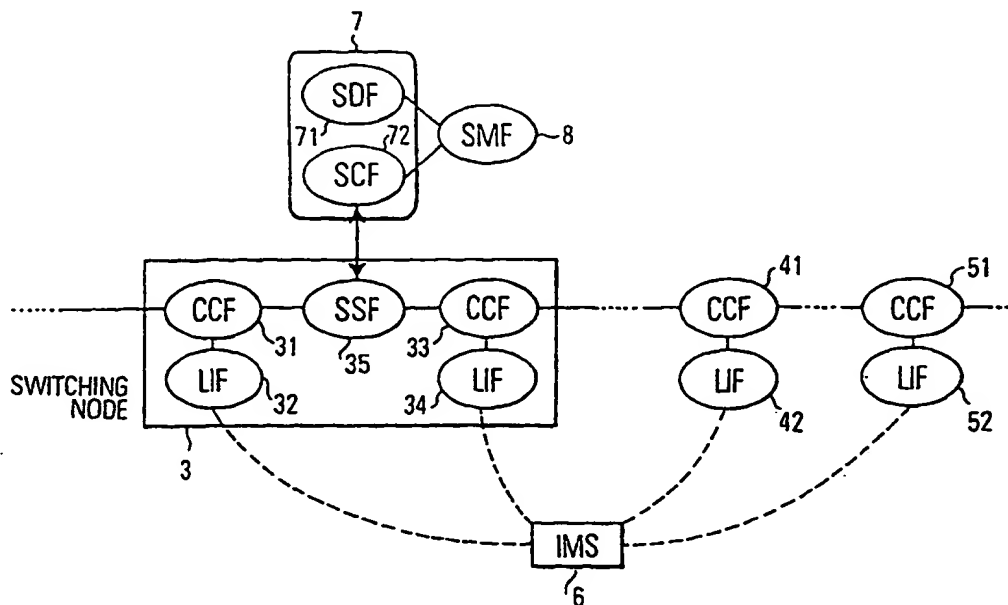 7
SDF
71
72
SMF
8
SCF
CCF
SSF
CCF
CCF
CCF
31
35
33
41
51
SWITCHING
NODE
LIF
32
34
LIF
LIF
42
LIF
52
3
IMS
6